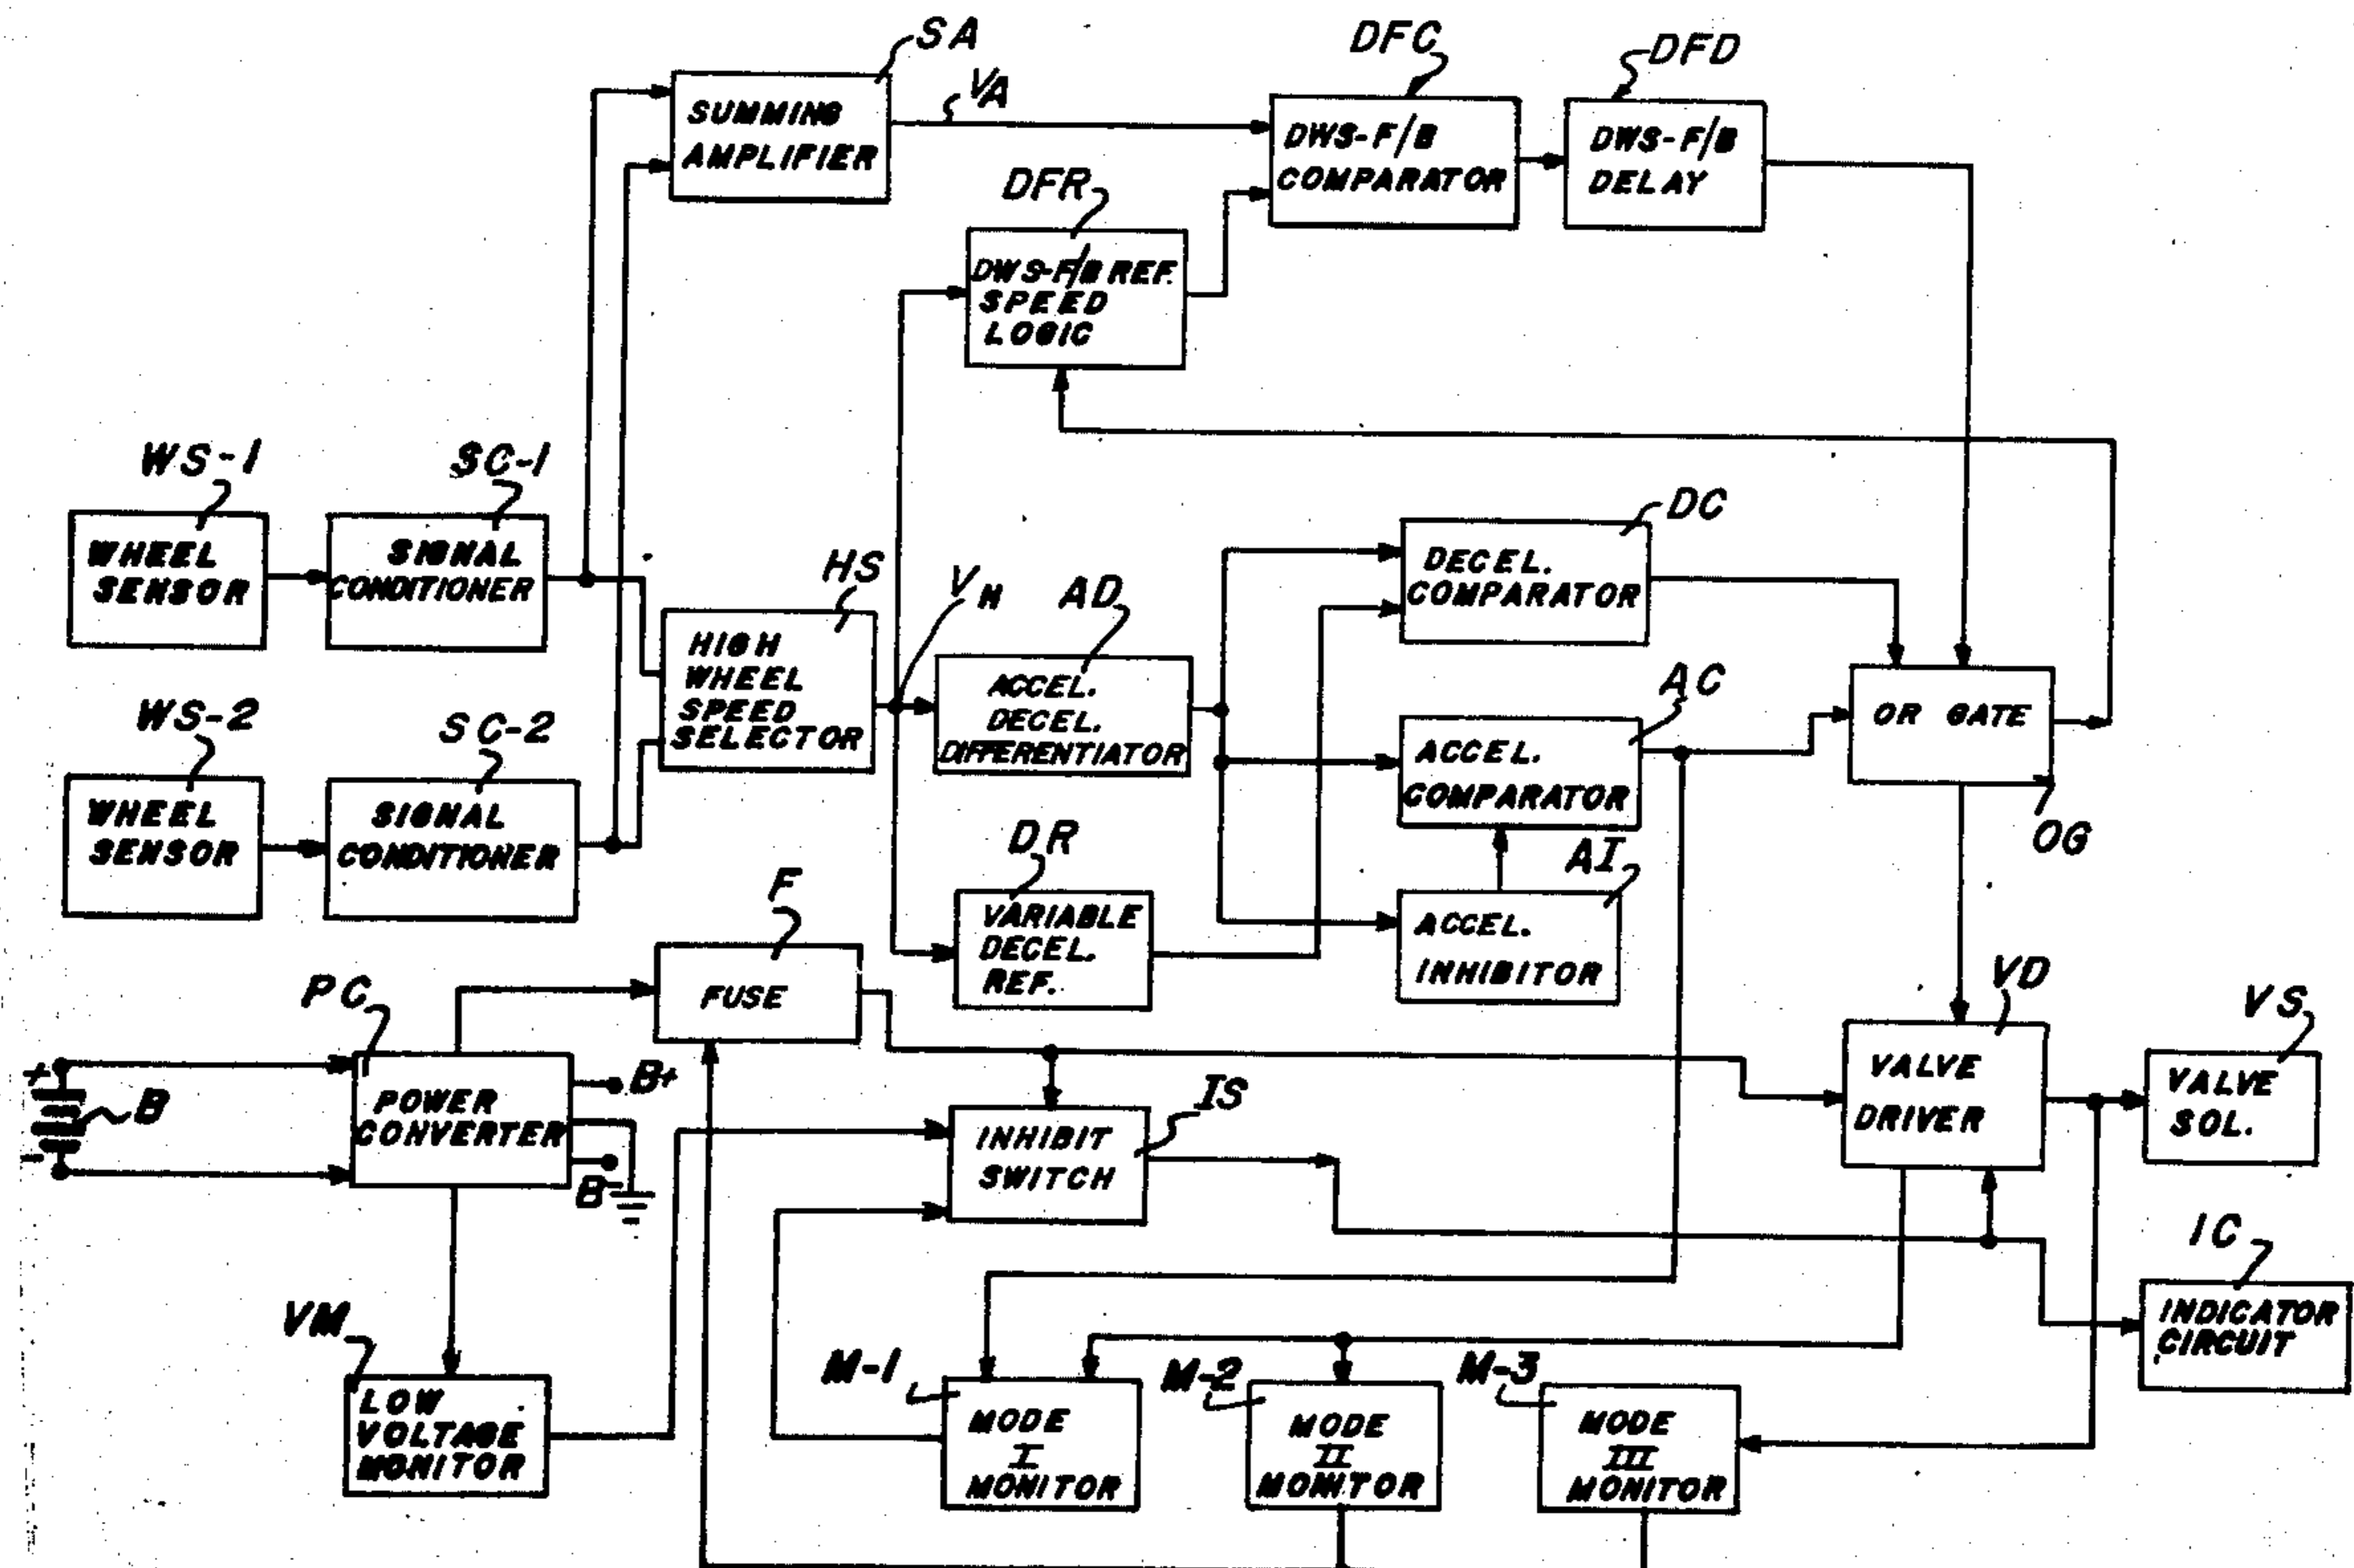 SA
SUMMING
AMPLIFIER
VA
DFC
DWS-F/B
COMPARATOR
DFD
DWS-F/B
DELAY
DFR
DWS-F/B REF.
SPEED
LOGIC
WS-1
WHEEL
SENSOR
SC-1
SIGNAL
CONDITIONER
WS-2
WHEEL
SENSOR
SC-2
SIGNAL
CONDITIONER
HS
HIGH
WHEEL
SPEED
SELECTOR
VH
AD
ACCEL.
DECEL.
DIFFERENTIATOR
DC
DECEL.
COMPARATOR
AC
ACCEL.
COMPARATOR
OR GATE
OG
DR
VARIABLE
DECEL.
REF.
AI
ACCEL.
INHIBITOR
F
FUSE
PC
POWER
CONVERTER
+
B
-
B+
B-
IS
INHIBIT
SWITCH
VD
VALVE
DRIVER
VS
VALVE
SOL.
IC
INDICATOR
CIRCUIT
VM
LOW
VOLTAGE
MONITOR
M-1
MODE
I
MONITOR
M-2
MODE
II
MONITOR
M-3
MODE
III
MONITOR